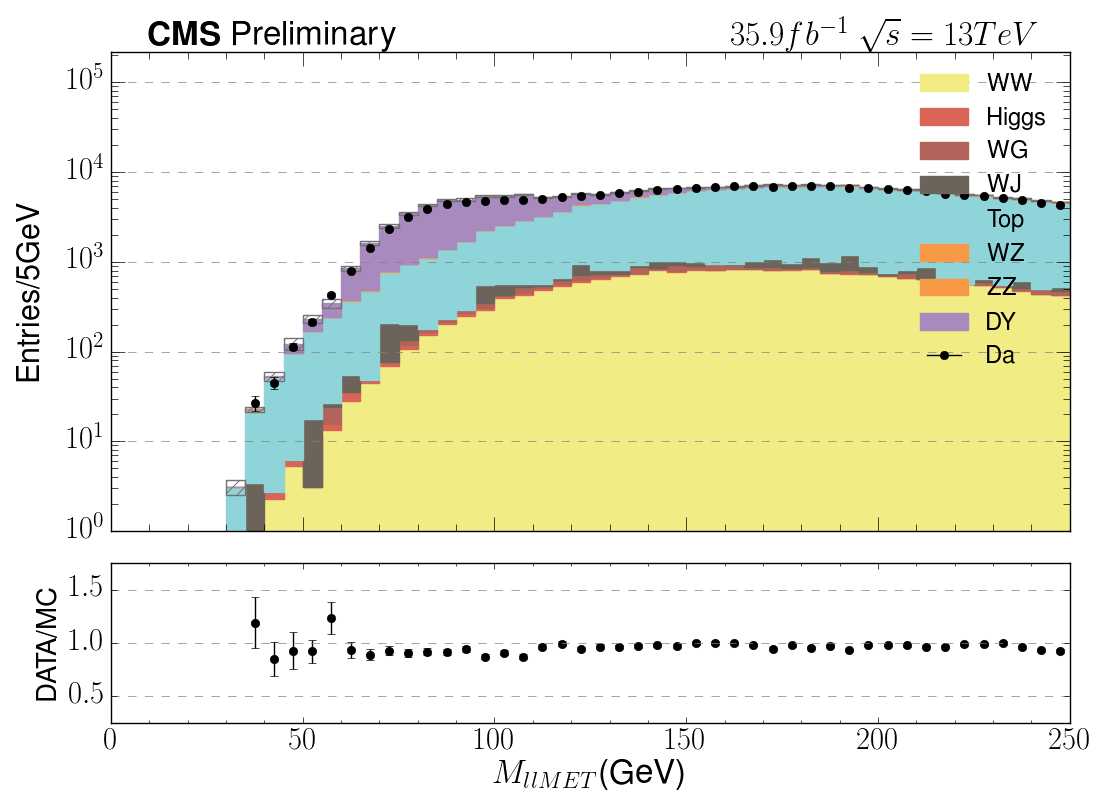 CMS Preliminary 35.9fb⁻¹ √s = 13TeV
10⁵
10⁴
10³
10²
10¹
10⁰
Entries/5GeV
WW
Higgs
WG
WJ
Top
WZ
ZZ
DY
Da
1.5
1.0
0.5
DATA/MC
0 50 100 150 200 250
M_{llMET}(GeV)